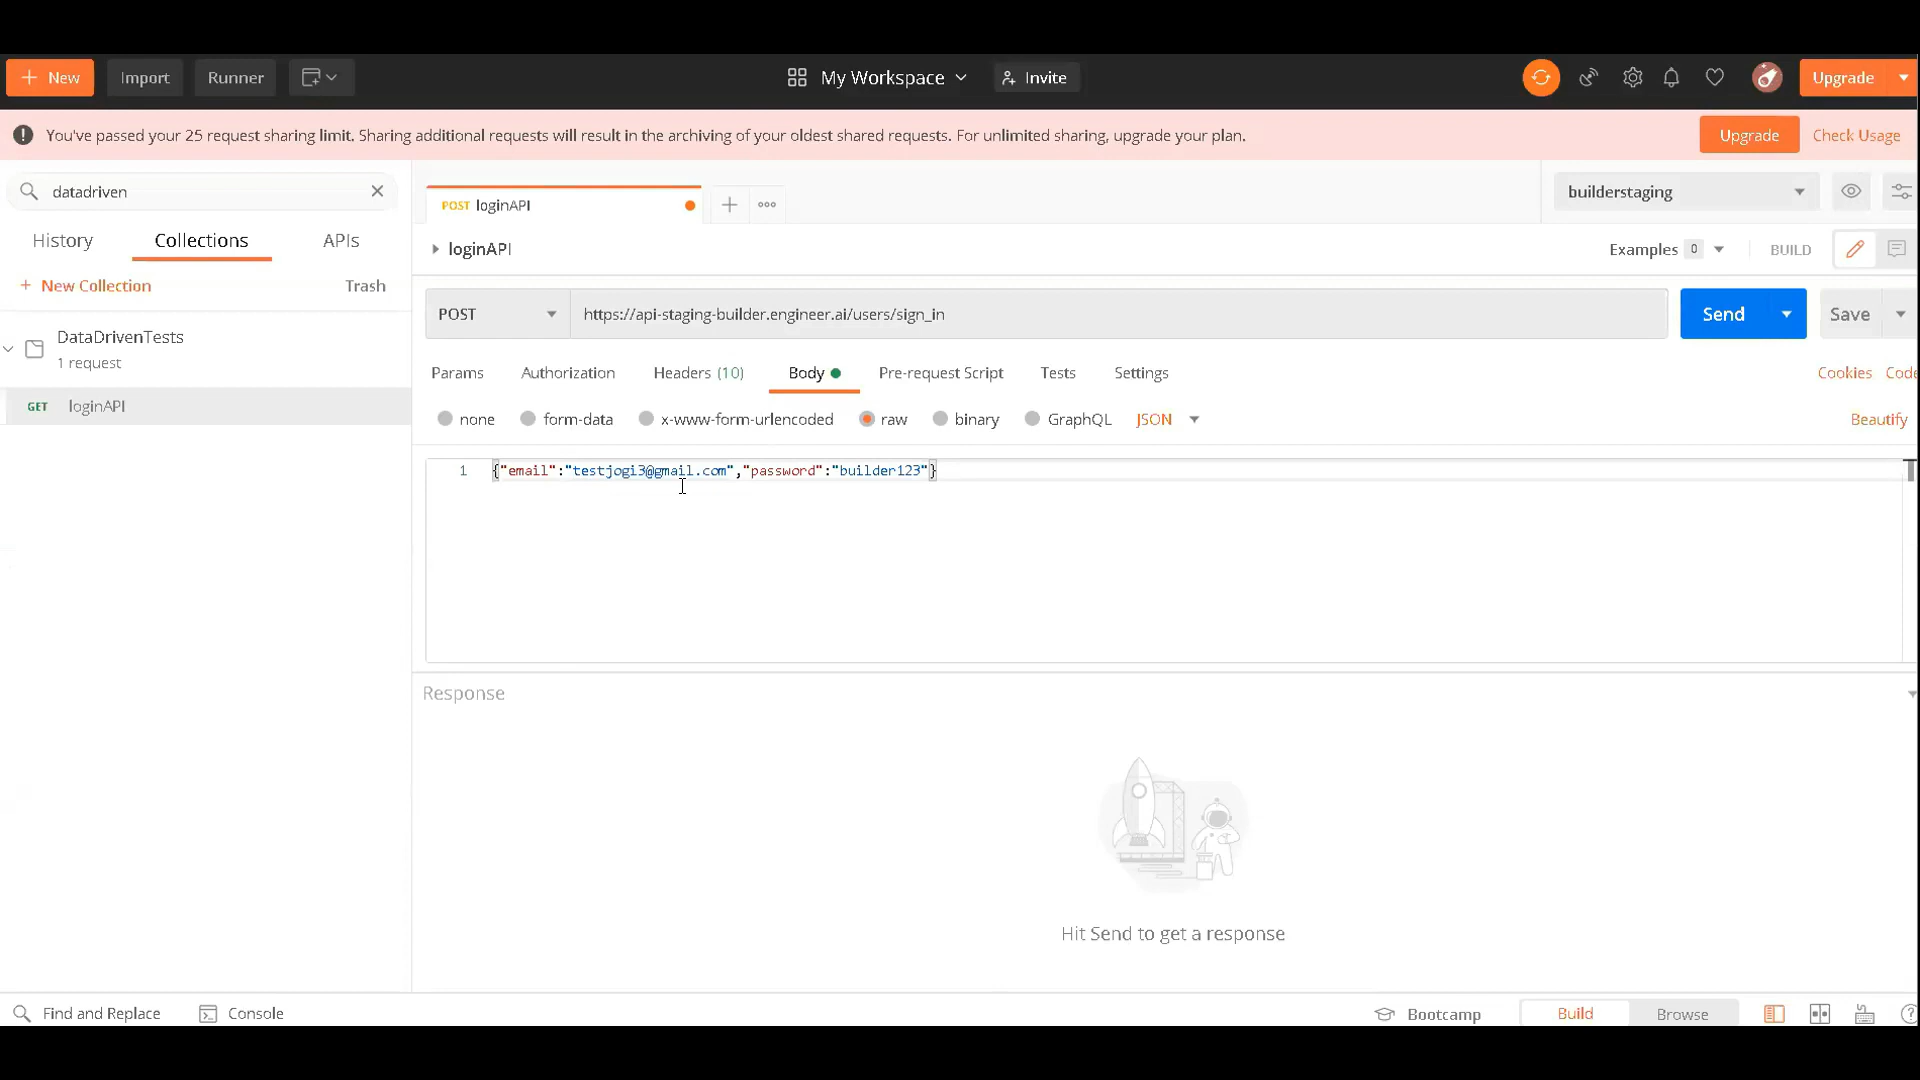 + New
Import
Runner
My Workspace
Invite
Upgrade
You've passed your 25 request sharing limit. Sharing additional requests will result in the archiving of your oldest shared requests. For unlimited sharing, upgrade your plan.
Upgrade
Check Usage
datadriven
History
Collections
APIs
+ New Collection
Trash
DataDrivenTests
1 request
GET loginAPI
POST loginAPI
builderstaging
loginAPI
Examples 0
BUILD
POST
https://api-staging-builder.engineer.ai/users/sign_in
Send
Save
Params
Authorization
Headers (10)
Body
Pre-request Script
Tests
Settings
Cookies
Code
none
form-data
x-www-form-urlencoded
raw
binary
GraphQL
JSON
Beautify
1 {"email":"testjogi3@gmail.com","password":"builder123"}
Response
Hit Send to get a response
Find and Replace
Console
Bootcamp
Build
Browse